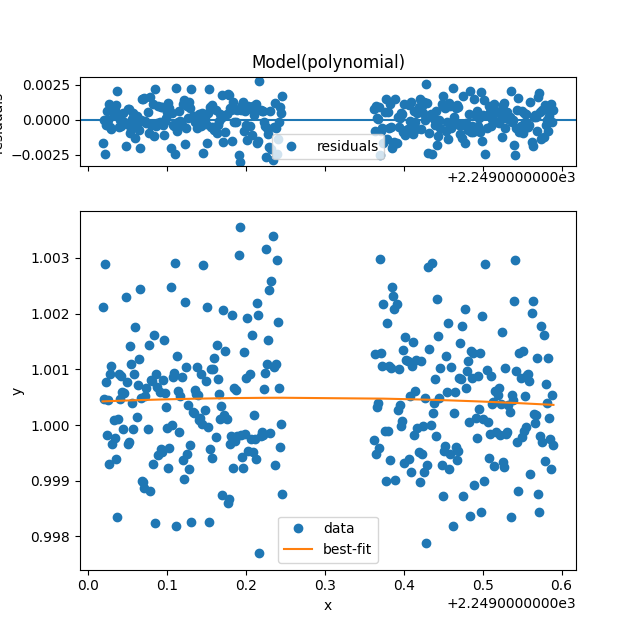 Model(polynomial)
0.0025
0.0000
−0.0025
residuals
residuals
+2.2490000000e3
1.003
1.002
1.001
1.000
0.999
0.998
y
data
best-fit
0.0
0.1
0.2
0.3
0.4
0.5
0.6
x
+2.2490000000e3